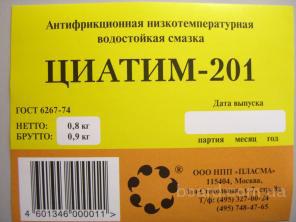 Антифрикционная низкотемпературная
водостойкая смазка
ЦИАТИМ-201
ГОСТ 6267-74
НЕТТО: 0,8 кг
БРУТТО: 0,9 кг
Дата выпуска
партия месяц год
4 601346 000011 >
ООО НПП «ПЛАСМА»
115404, Москва,
Т/ф: (495) 327-00-24
(495) 748-47-65